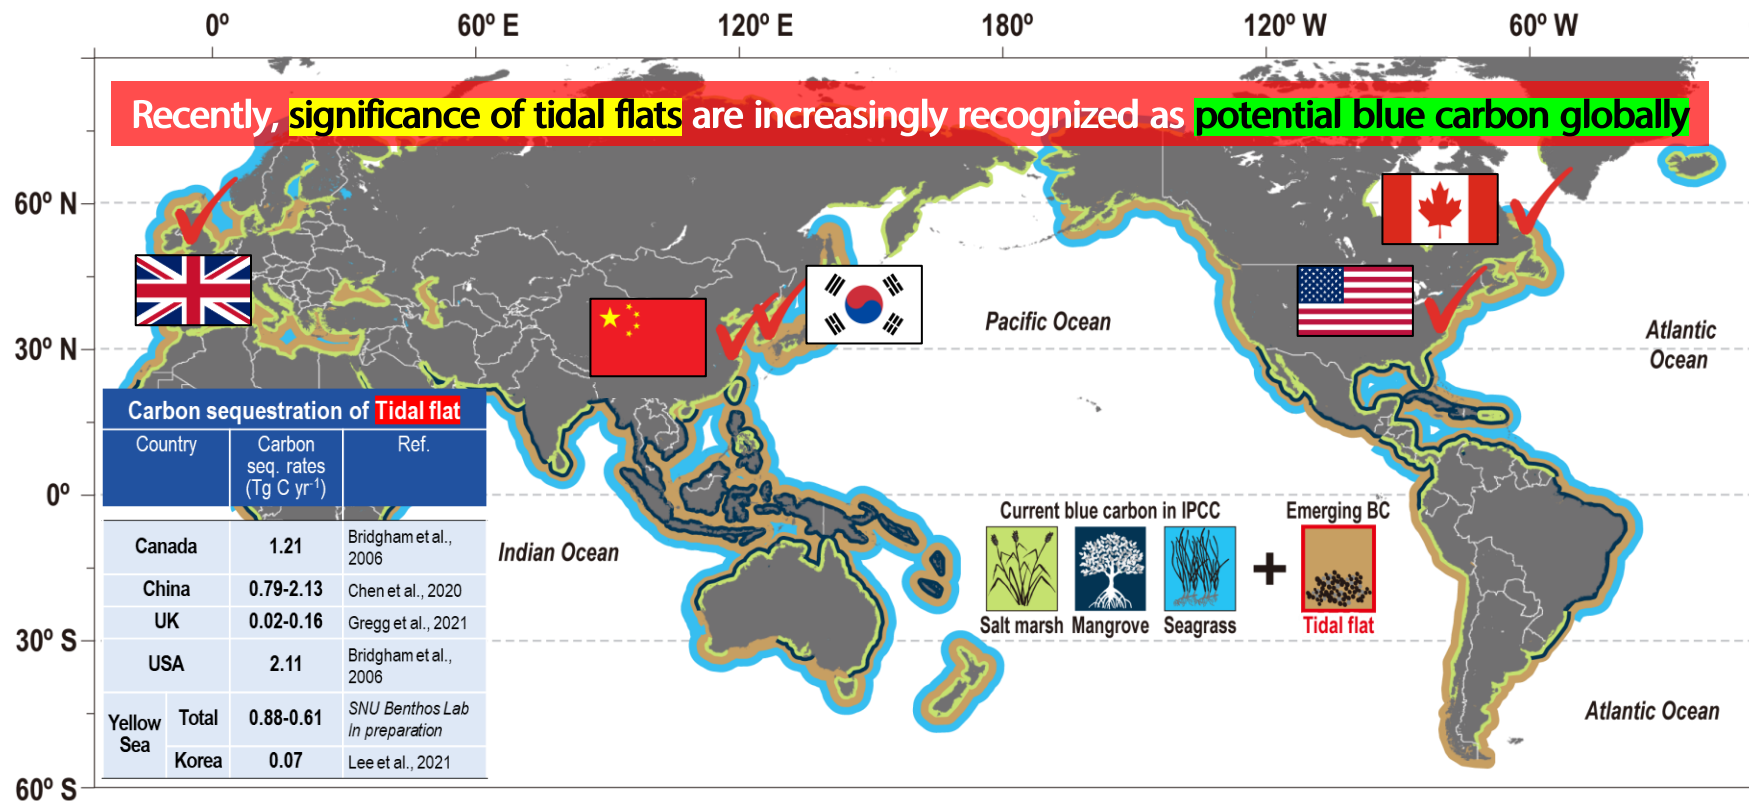 0º 60º E 120º E 180º 120º W 60º W
Recently, significance of tidal flats are increasingly recognized as potential blue carbon globally
60º N
30º N
0º
30º S
60º S
Pacific Ocean
Atlantic
Ocean
Indian Ocean
Atlantic Ocean
Carbon sequestration of Tidal flat
Country Carbon seq. rates (Tg C yr⁻¹) Ref.
Canada 1.21 Bridgham et al., 2006
China 0.79-2.13 Chen et al., 2020
UK 0.02-0.16 Gregg et al., 2021
USA 2.11 Bridgham et al., 2006
Yellow Sea Total 0.88-0.61 SNU Benthos Lab In preparation
Korea 0.07 Lee et al., 2021
Current blue carbon in IPCC Emerging BC
+
Salt marsh Mangrove Seagrass Tidal flat